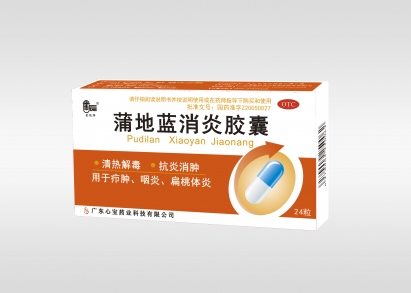 请仔细阅读说明书并按说明使用或在药师指导下购买和使用
批准文号：国药准字Z20050027
OTC
蒲地蓝消炎胶囊
Pudilan Xiaoyan Jiaonang
·清热解毒 ·抗炎消肿
用于疖肿、咽炎、扁桃体炎
24粒
广东心宝药业科技有限公司